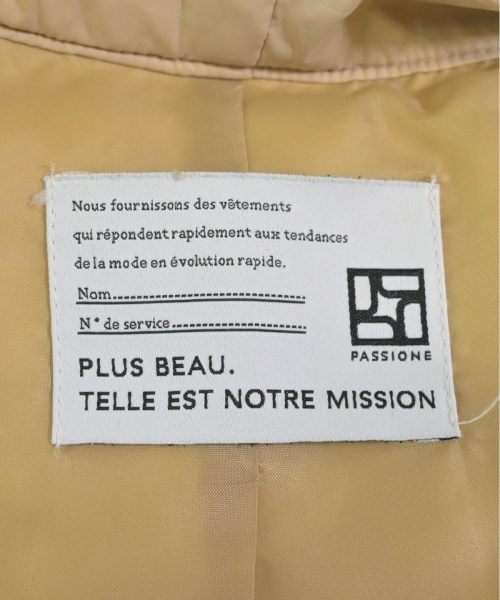 Nous fournissons des vêtements
qui répondent rapidement aux tendances
de la mode en évolution rapide.
Nom
N° de service
PASSIONE
PLUS BEAU.
TELLE EST NOTRE MISSION